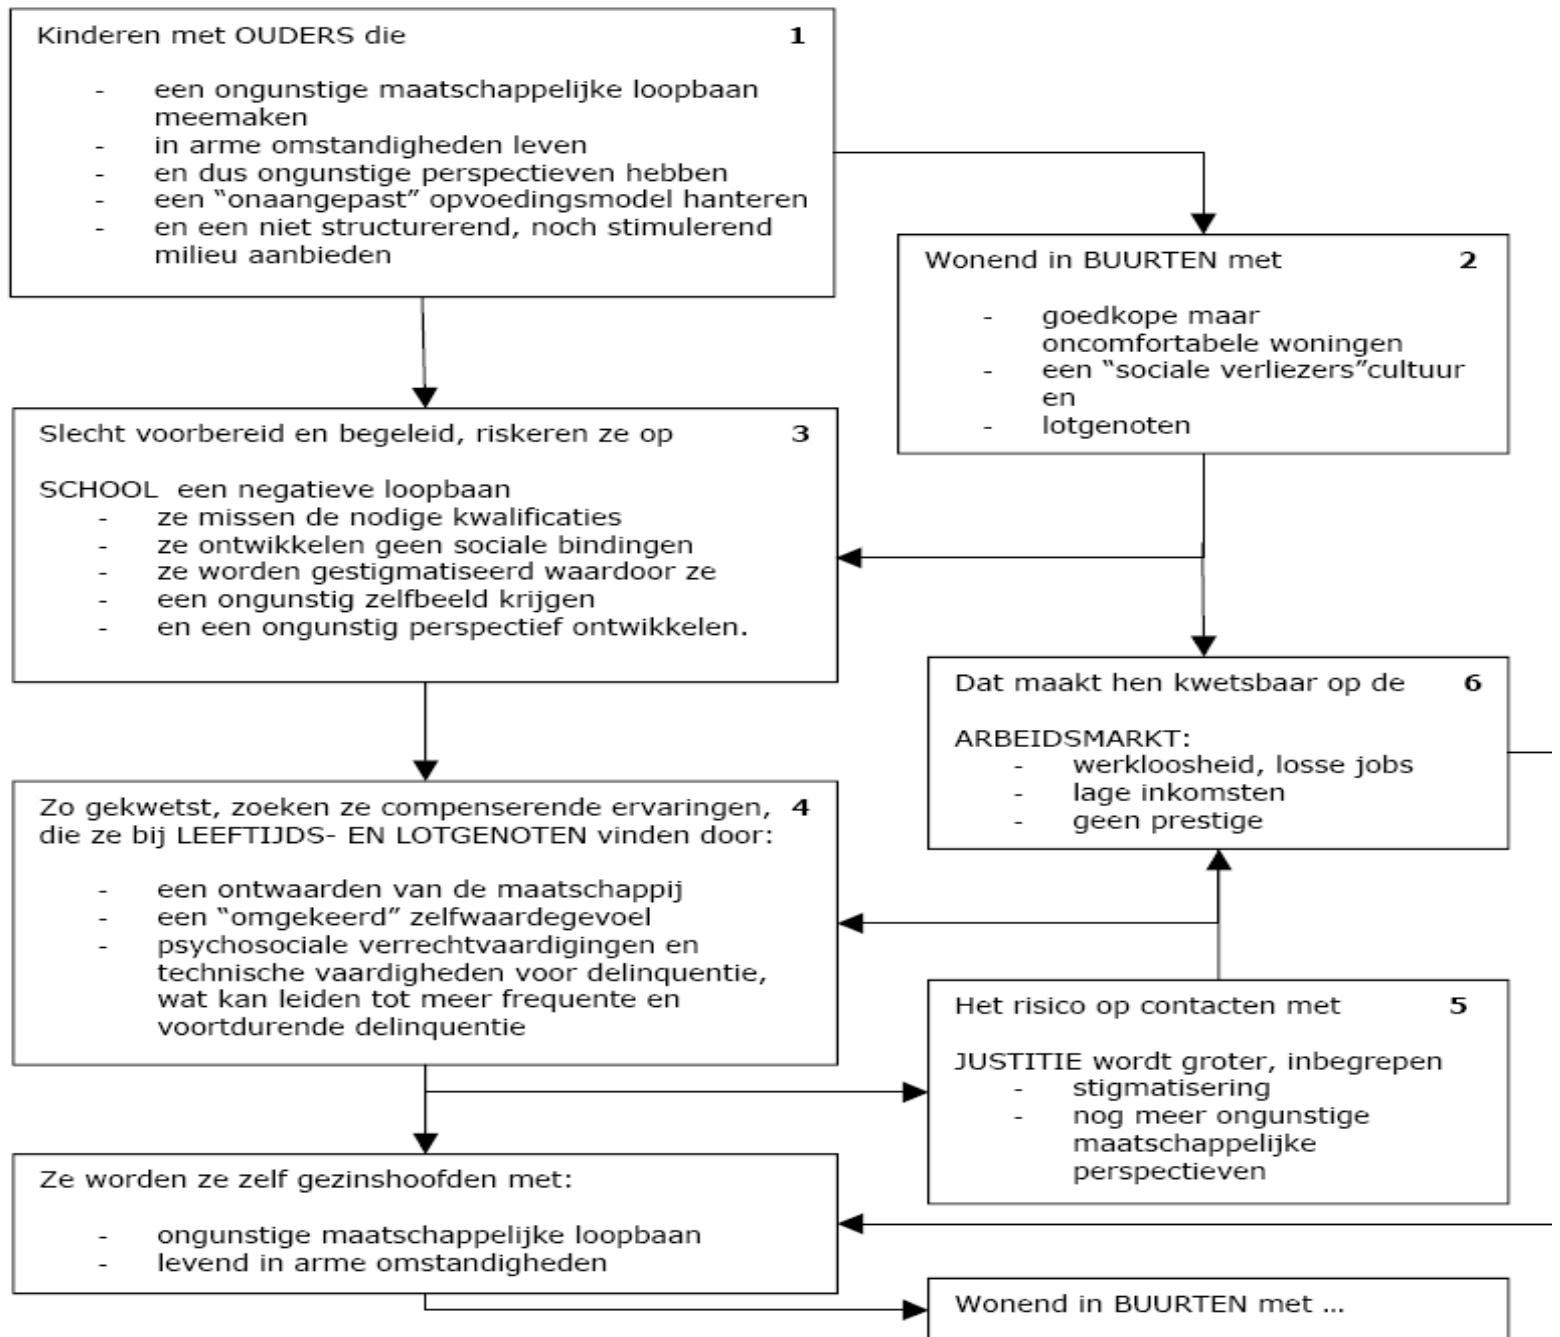 Kinderen met OUDERS die 1
- een ongunstige maatschappelijke loopbaan
meemaken
- in arme omstandigheden leven
- en dus ongunstige perspectieven hebben
- een “onaangepast” opvoedingsmodel hanteren
- en een niet structurerend, noch stimulerend
milieu aanbieden
Wonend in BUURTEN met 2
- goedkope maar
oncomfortabele woningen
- een “sociale verliezers”cultuur
en
- lotgenoten
Slecht voorbereid en begeleid, riskeren ze op 3
SCHOOL een negatieve loopbaan
- ze missen de nodige kwalificaties
- ze ontwikkelen geen sociale bindingen
- ze worden gestigmatiseerd waardoor ze
- een ongunstig zelfbeeld krijgen
- en een ongunstig perspectief ontwikkelen.
Zo gekwetst, zoeken ze compenserende ervaringen, 4
die ze bij LEEFTIJDS- EN LOTGENOTEN vinden door:
- een ontwaarden van de maatschappij
- een “omgekeerd” zelfwaardegevoel
- psychosociale verrechtvaardigingen en
technische vaardigheden voor delinquentie,
wat kan leiden tot meer frequente en
voortdurende delinquentie
Het risico op contacten met 5
JUSTITIE wordt groter, inbegrepen
- stigmatisering
- nog meer ongunstige
maatschappelijke
perspectieven
Dat maakt hen kwetsbaar op de 6
ARBEIDSMARKT:
- werkloosheid, losse jobs
- lage inkomsten
- geen prestige
Ze worden ze zelf gezinshoofden met:
- ongunstige maatschappelijke loopbaan
- levend in arme omstandigheden
Wonend in BUURTEN met ...